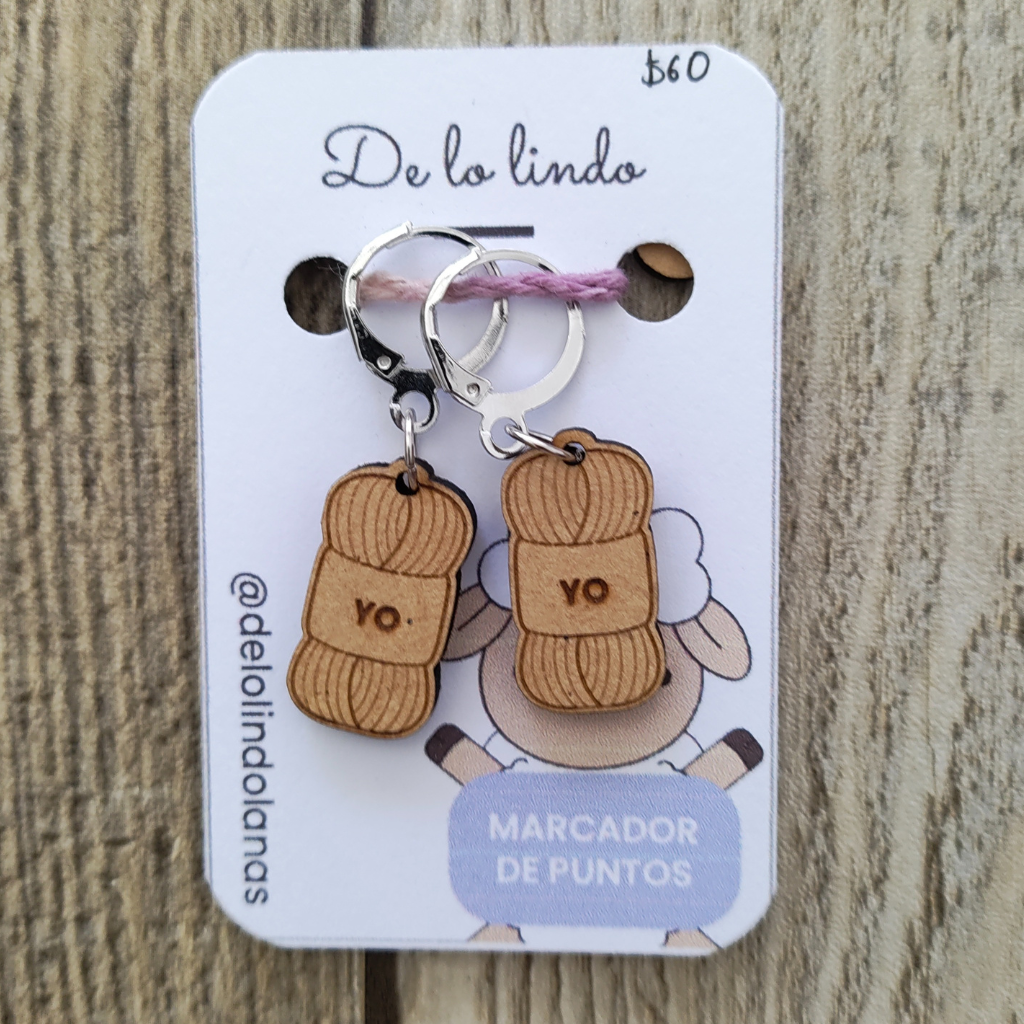 $60
De lo lindo
YO
YO
@delolindolanas
MARCADOR
DE PUNTOS